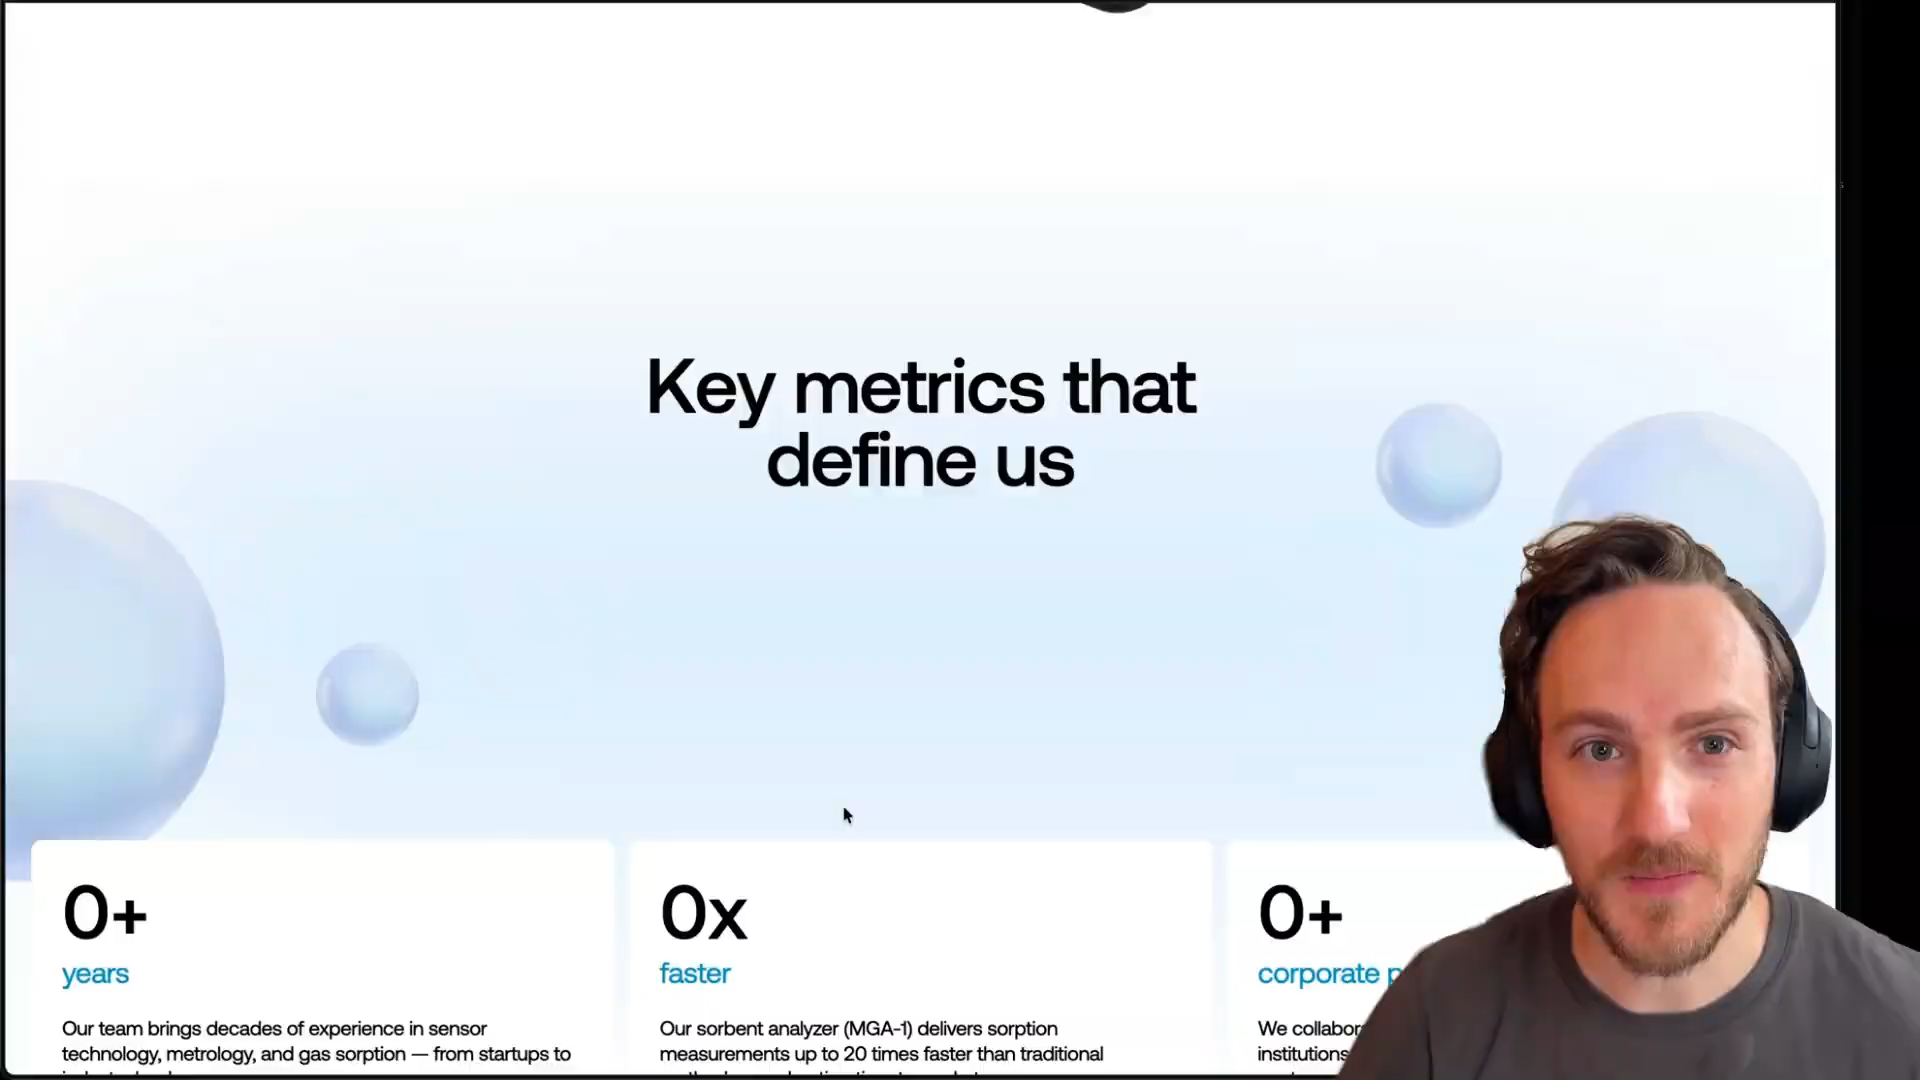 Key metrics that
define us
0+
years
Our team brings decades of experience in sensor
technology, metrology, and gas sorption — from startups to
0x
faster
Our sorbent analyzer (MGA-1) delivers sorption
measurements up to 20 times faster than traditional
0+
corporate
We
institutions